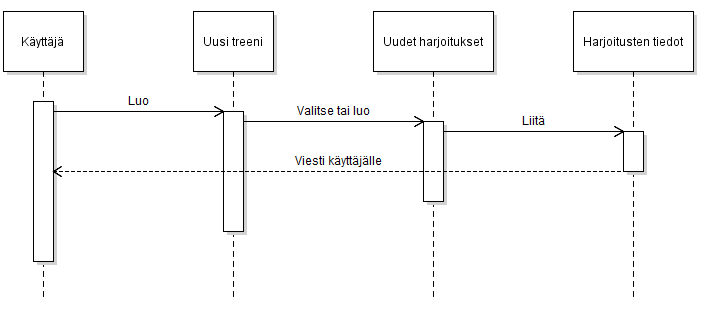 Käyttäjä
Uusi treeni
Uudet harjoitukset
Harjoitusten tiedot
Luo
Valitse tai luo
Liitä
Viesti käyttäjälle